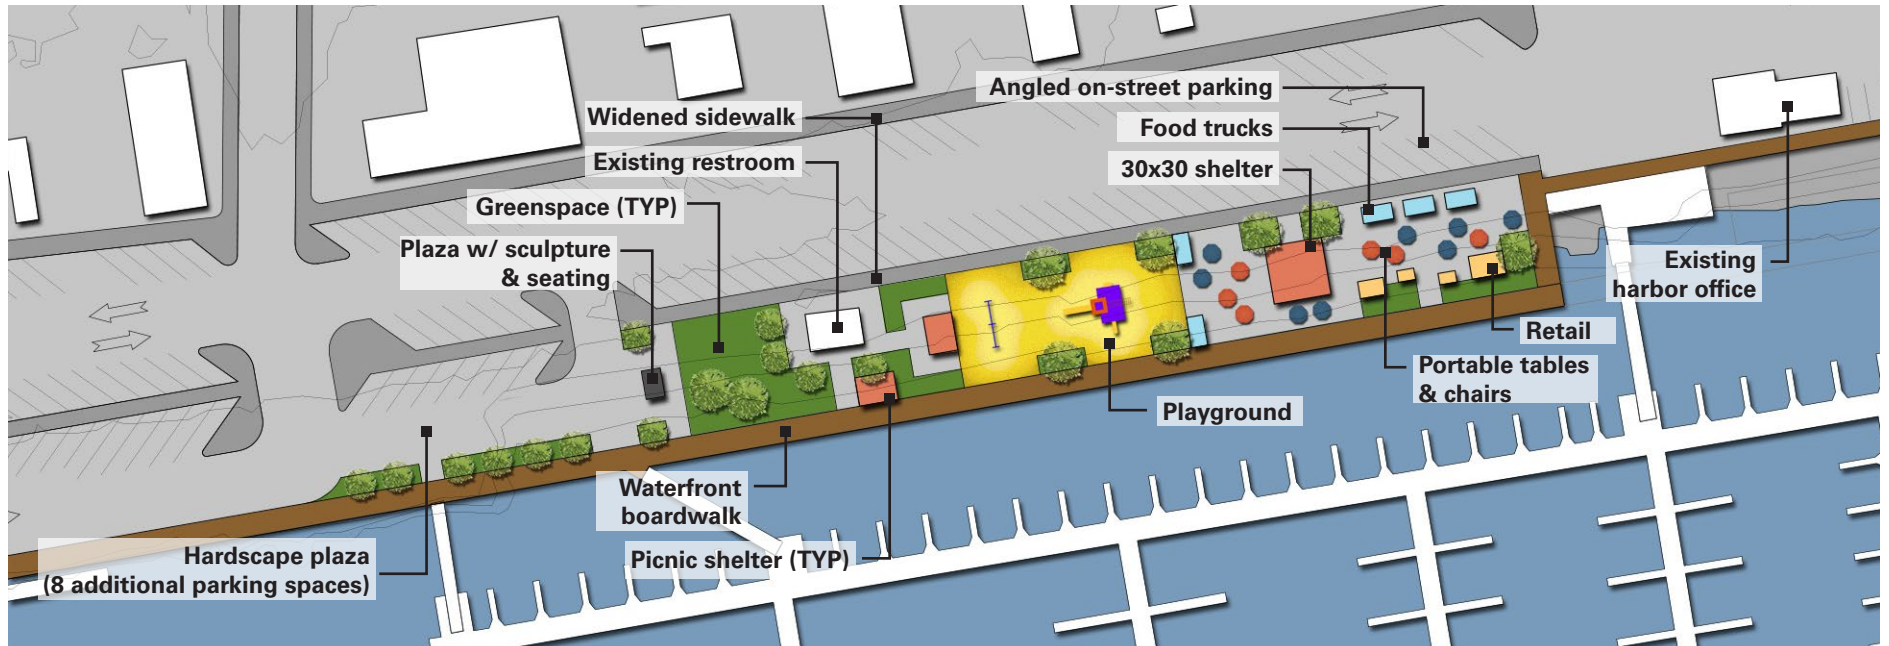 Angled on-street parking
Widened sidewalk
Food trucks
Existing restroom
30x30 shelter
Greenspace (TYP)
Plaza w/ sculpture
& seating
Existing
harbor office
Retail
Portable tables
& chairs
Playground
Waterfront
boardwalk
Picnic shelter (TYP)
Hardscape plaza
(8 additional parking spaces)